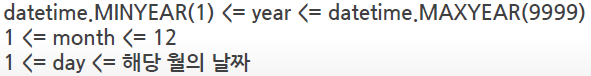 datetime.MINYEAR(1) <= year <= datetime.MAXYEAR(9999)
1 <= month <= 12
1 <= day <= 해당 월의 날짜